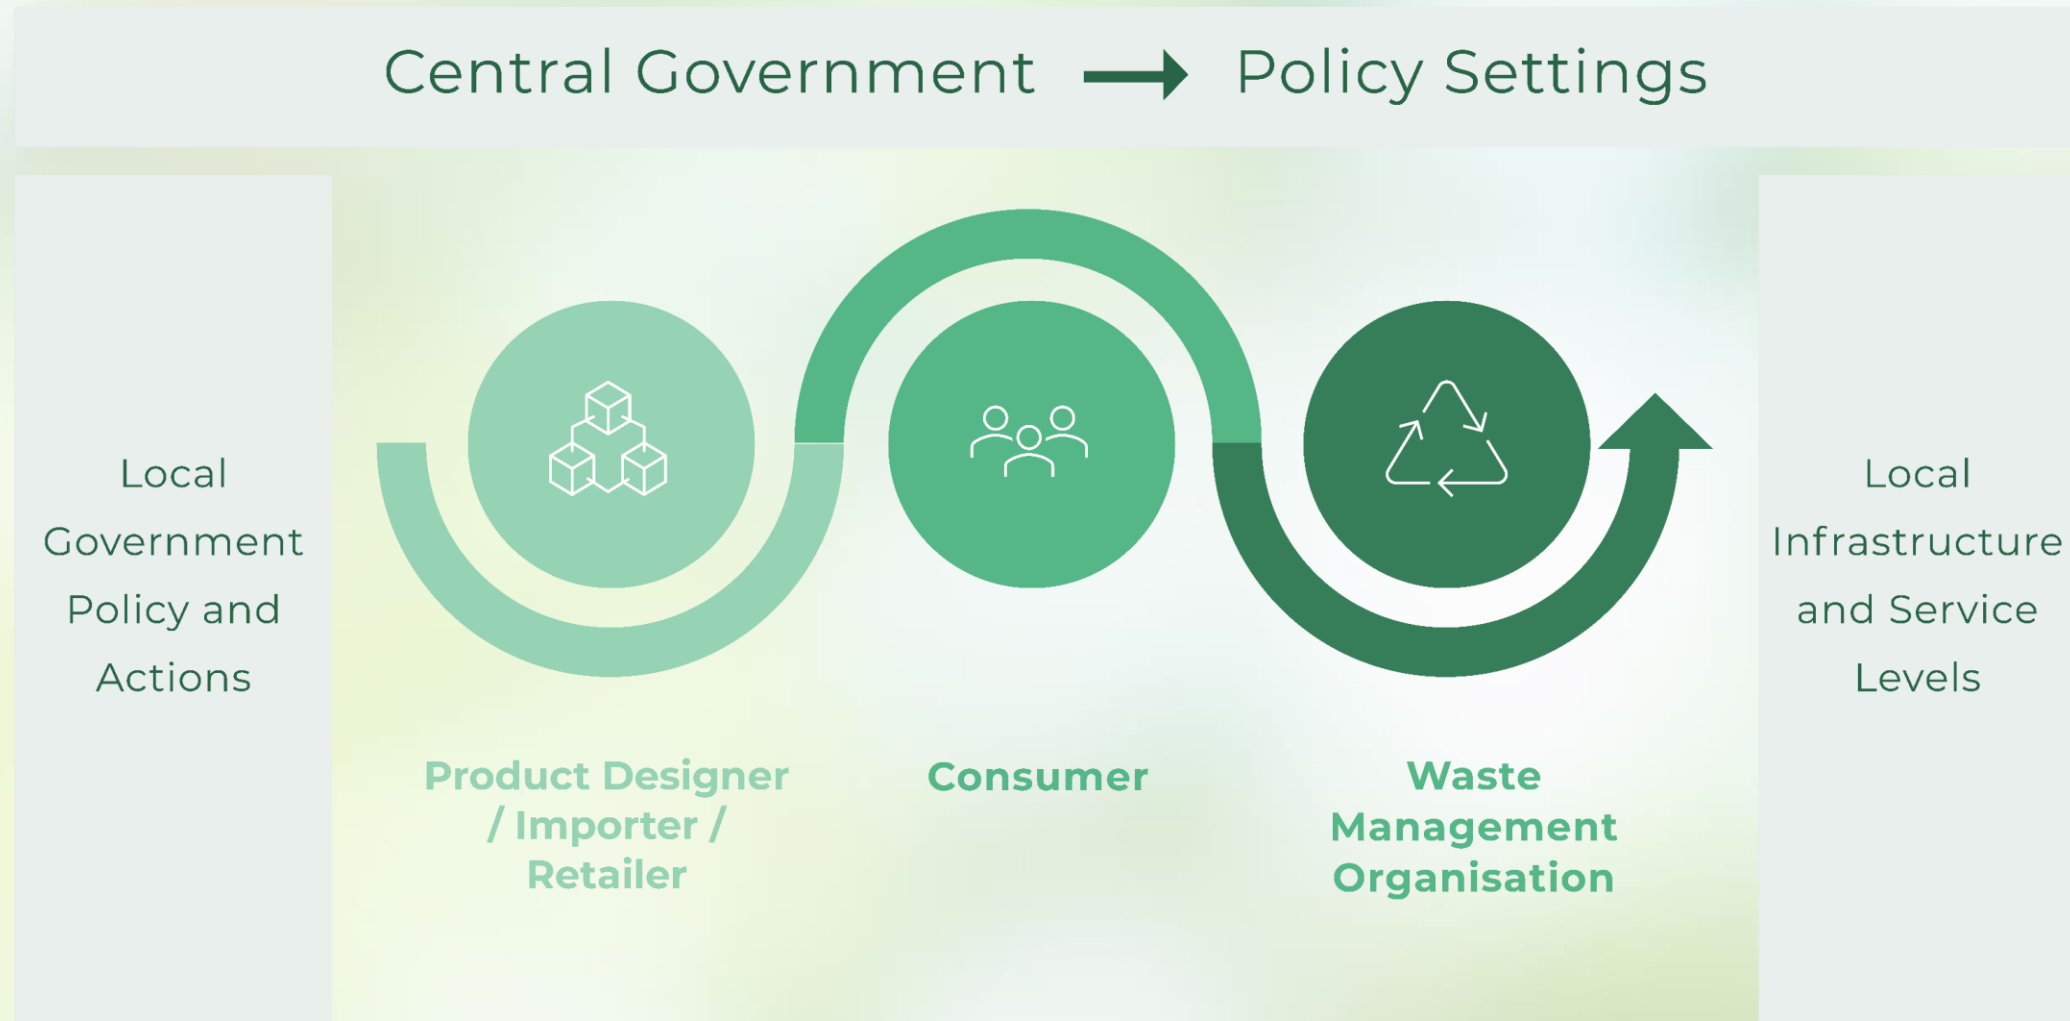 Central Government → Policy Settings
Local
Government
Policy and
Actions
Product Designer
/ Importer /
Retailer
Consumer
Waste
Management
Organisation
Local
Infrastructure
and Service
Levels